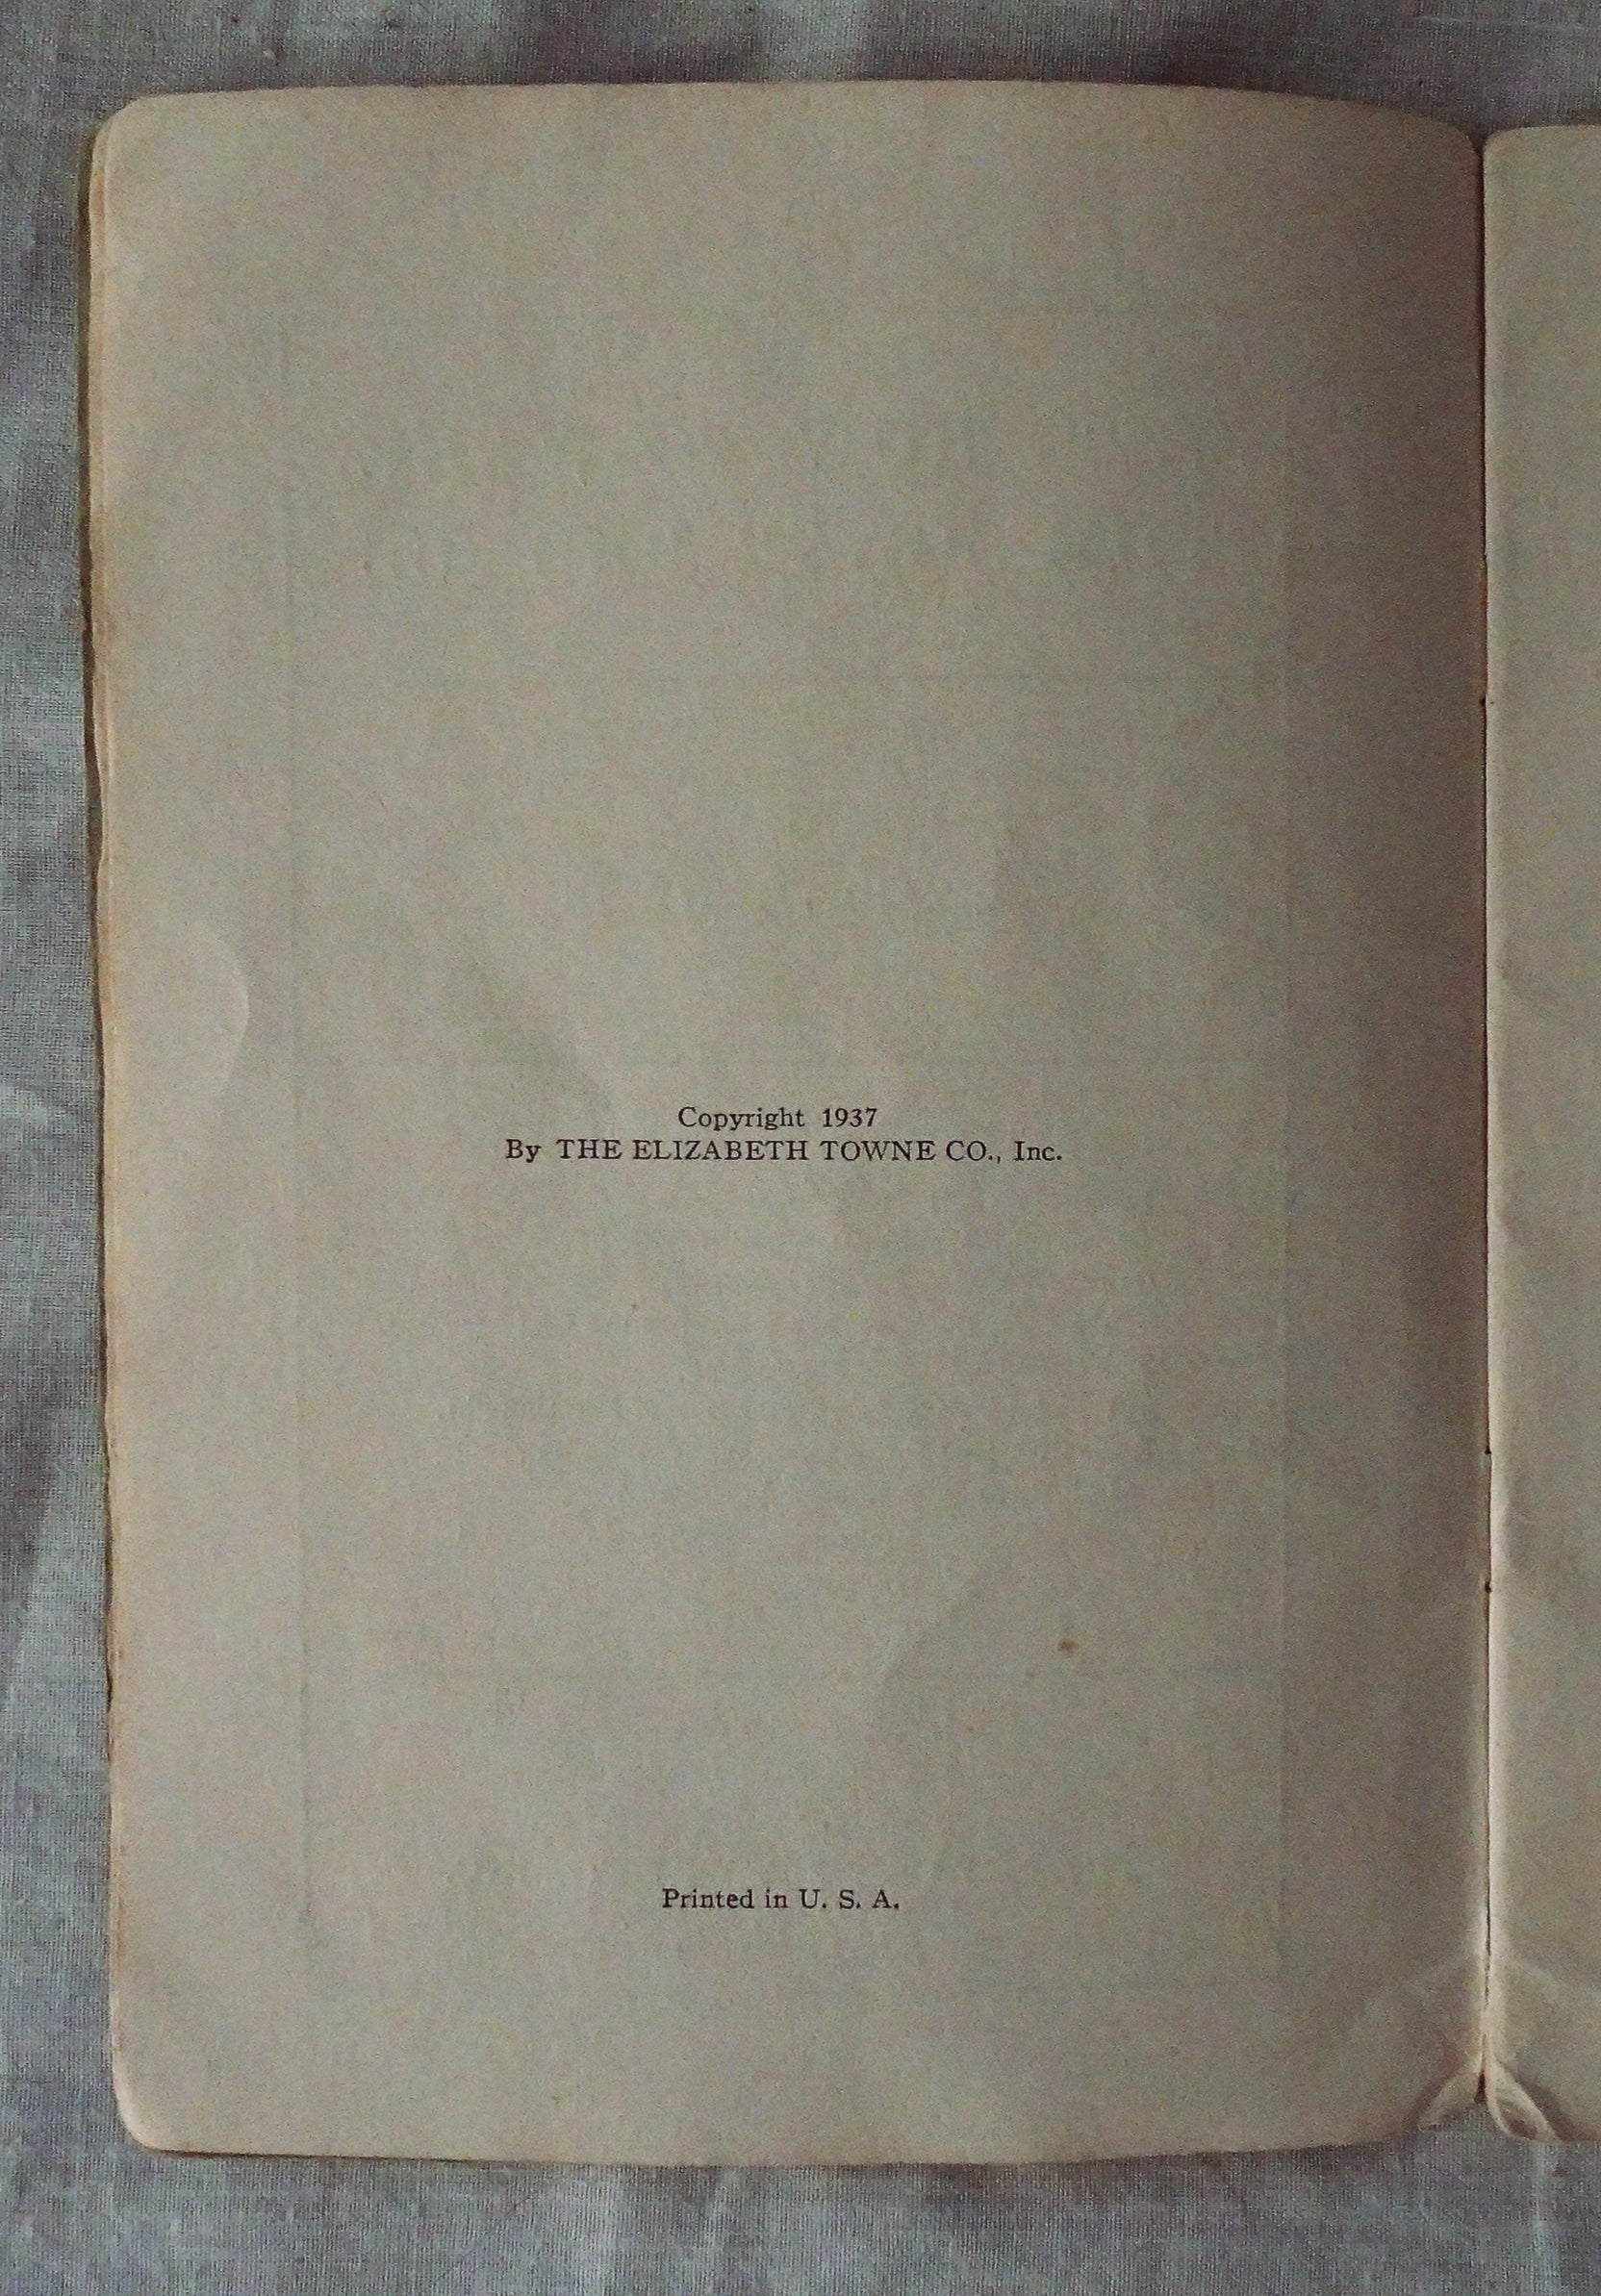 Copyright 1937
By THE ELIZABETH TOWNE CO., Inc.
Printed in U. S. A.